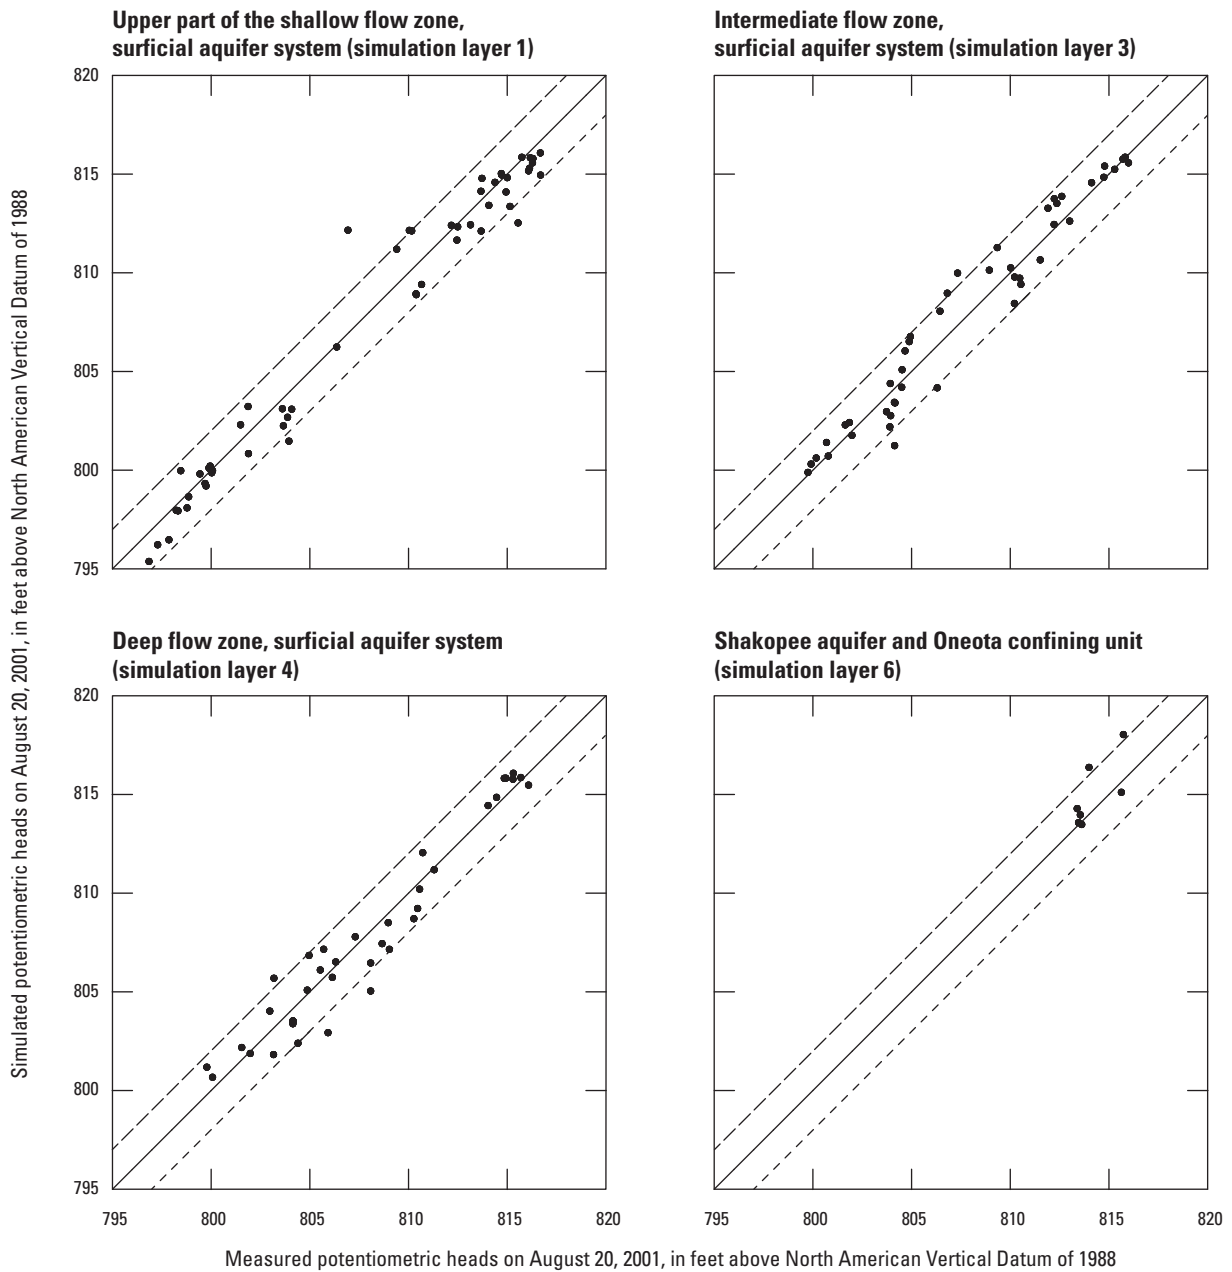 Upper part of the shallow flow zone,
surficial aquifer system (simulation layer 1)
Intermediate flow zone,
surficial aquifer system (simulation layer 3)
820
815
810
805
800
795
Deep flow zone, surficial aquifer system
(simulation layer 4)
Shakopee aquifer and Oneota confining unit
(simulation layer 6)
820
815
810
805
800
795
795 800 805 810 815 820
795 800 805 810 815 820
Simulated potentiometric heads on August 20, 2001, in feet above North American Vertical Datum of 1988
Measured potentiometric heads on August 20, 2001, in feet above North American Vertical Datum of 1988